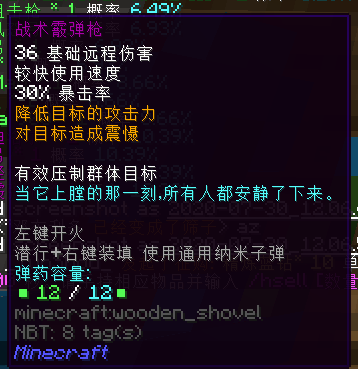 战术霰弹枪
36 基础远程伤害
较快使用速度
30% 暴击率
降低目标的攻击力
对目标造成震慑
有效压制群体目标
当它上膛的那一刻,所有人都安静了下来。
左键开火
潜行+右键装填 使用通用纳米子弹
弹药容量:
12 / 12
minecraft:wooden_shovel
NBT: 8 tag(s)
Minecraft